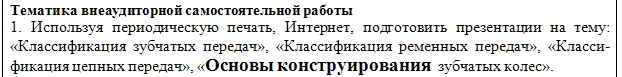 Тематика внеаудиторной самостоятельной работы
1. Используя периодическую печать, Интернет, подготовить презентации на тему:
«Классификация зубчатых передач», «Классификация ременных передач», «Класси-
фикация цепных передач», «Основы конструирования зубчатых колес».